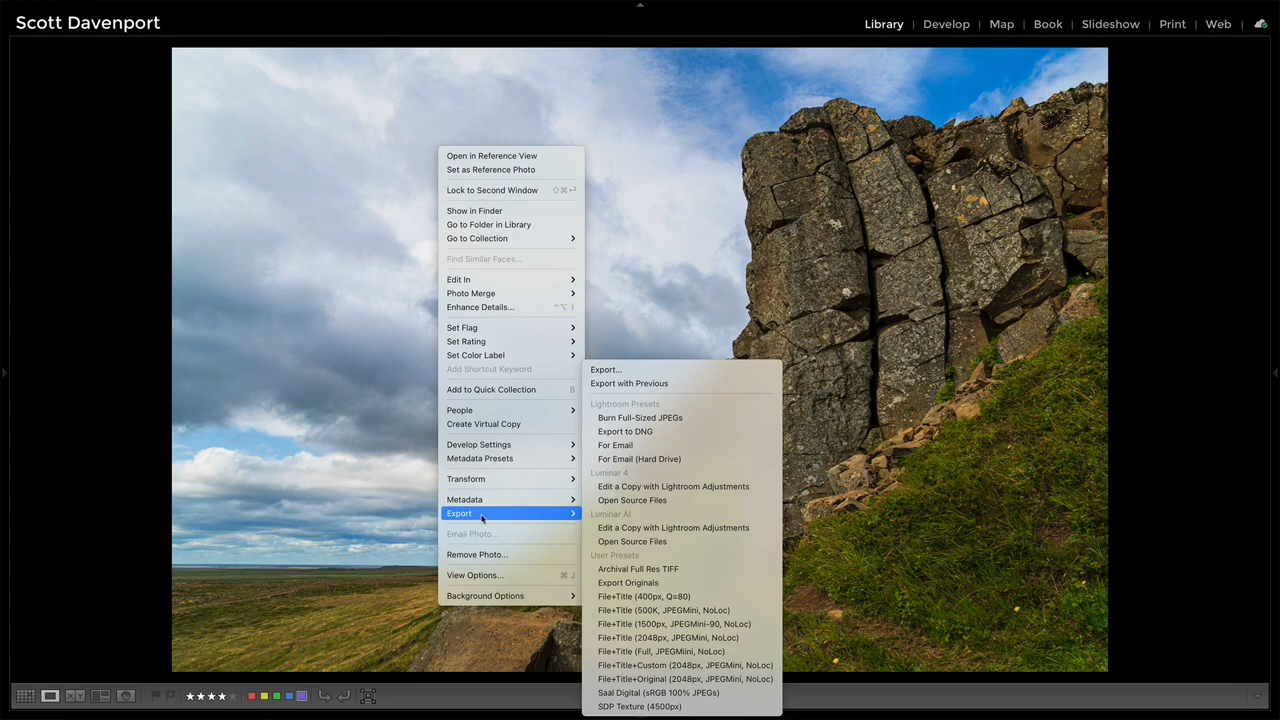 Scott Davenport
Library | Develop | Map | Book | Slideshow | Print | Web
Open in Reference View
Set as Reference Photo
Lock to Second Window ⇧⌘↩
Show in Finder
Go to Folder in Library
Go to Collection
Find Similar Faces...
Edit In
Photo Merge
Enhance Details... ⌃⌥ I
Set Flag
Set Rating
Set Color Label
Add Shortcut Keyword
Add to Quick Collection B
People
Create Virtual Copy
Develop Settings
Metadata Presets
Transform
Metadata
Export
Email Photo...
Remove Photo...
View Options... ⌘ J
Background Options
Export...
Export with Previous
Lightroom Presets
Burn Full-Sized JPEGs
Export to DNG
For Email
For Email (Hard Drive)
Luminar 4
Edit a Copy with Lightroom Adjustments
Open Source Files
Luminar AI
Edit a Copy with Lightroom Adjustments
Open Source Files
User Presets
Archival Full Res TIFF
Export Originals
File+Title (400px, Q=80)
File+Title (500K, JPEGMini, NoLoc)
File+Title (1500px, JPEGMini-90, NoLoc)
File+Title (2048px, JPEGMini, NoLoc)
File+Title (Full, JPEGMiini, NoLoc)
File+Title+Custom (2048px, JPEGMini, NoLoc)
File+Title+Original (2048px, JPEGMini, NoLoc)
Saal Digital (sRGB 100% JPEGs)
SDP Texture (4500px)
XY